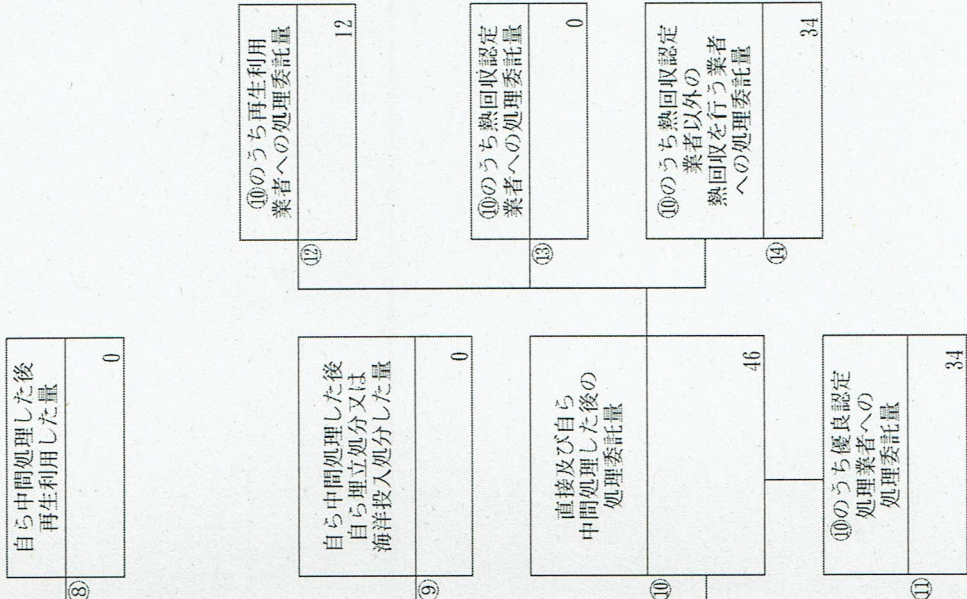 ⑧
自ら中間処理した後
再生利用した量
0
⑨
自ら中間処理した後
自ら埋立処分又は
海洋投入処分した量
0
⑩
直接及び自ら
中間処理した後の
処理委託量
46
⑪
⑩のうち優良認定
処理業者への
処理委託量
34
⑫
⑩のうち再生利用
業者への処理委託量
12
⑬
⑩のうち熱回収認定
業者への処理委託量
0
⑭
⑩のうち熱回収認定
業者以外の
熱回収を行う業者
への処理委託量
34